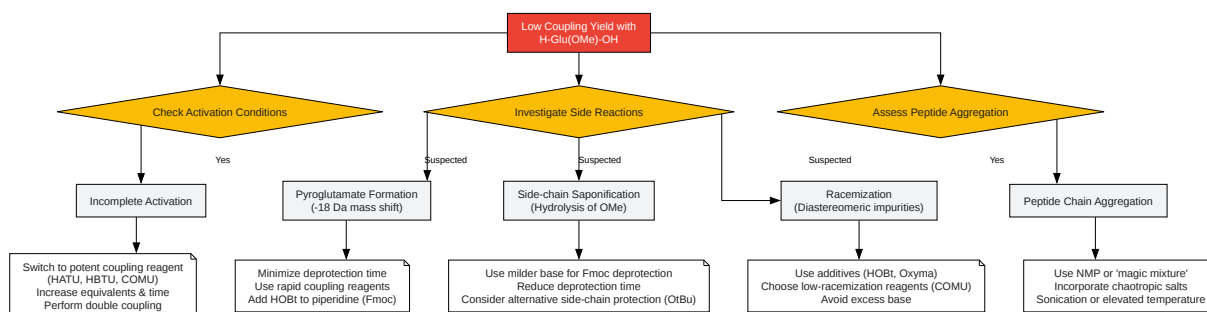 Low Coupling Yield with
H-Glu(OMe)-OH
Check Activation Conditions
Investigate Side Reactions
Assess Peptide Aggregation
Yes
Suspected
Suspected
Suspected
Yes
Incomplete Activation
Pyroglutamate Formation
(-18 Da mass shift)
Side-chain Saponification
(Hydrolysis of OMe)
Racemization
(Diastereomeric impurities)
Peptide Chain Aggregation
Switch to potent coupling reagent
(HATU, HBTU, COMU)
Increase equivalents & time
Perform double coupling
Minimize deprotection time
Use rapid coupling reagents
Add HOBt to piperidine (Fmoc)
Use milder base for Fmoc deprotection
Reduce deprotection time
Consider alternative side-chain protection (OtBu)
Use additives (HOBt, Oxyma)
Choose low-racemization reagents (COMU)
Avoid excess base
Use NMP or 'magic mixture'
Incorporate chaotropic salts
Sonication or elevated temperature